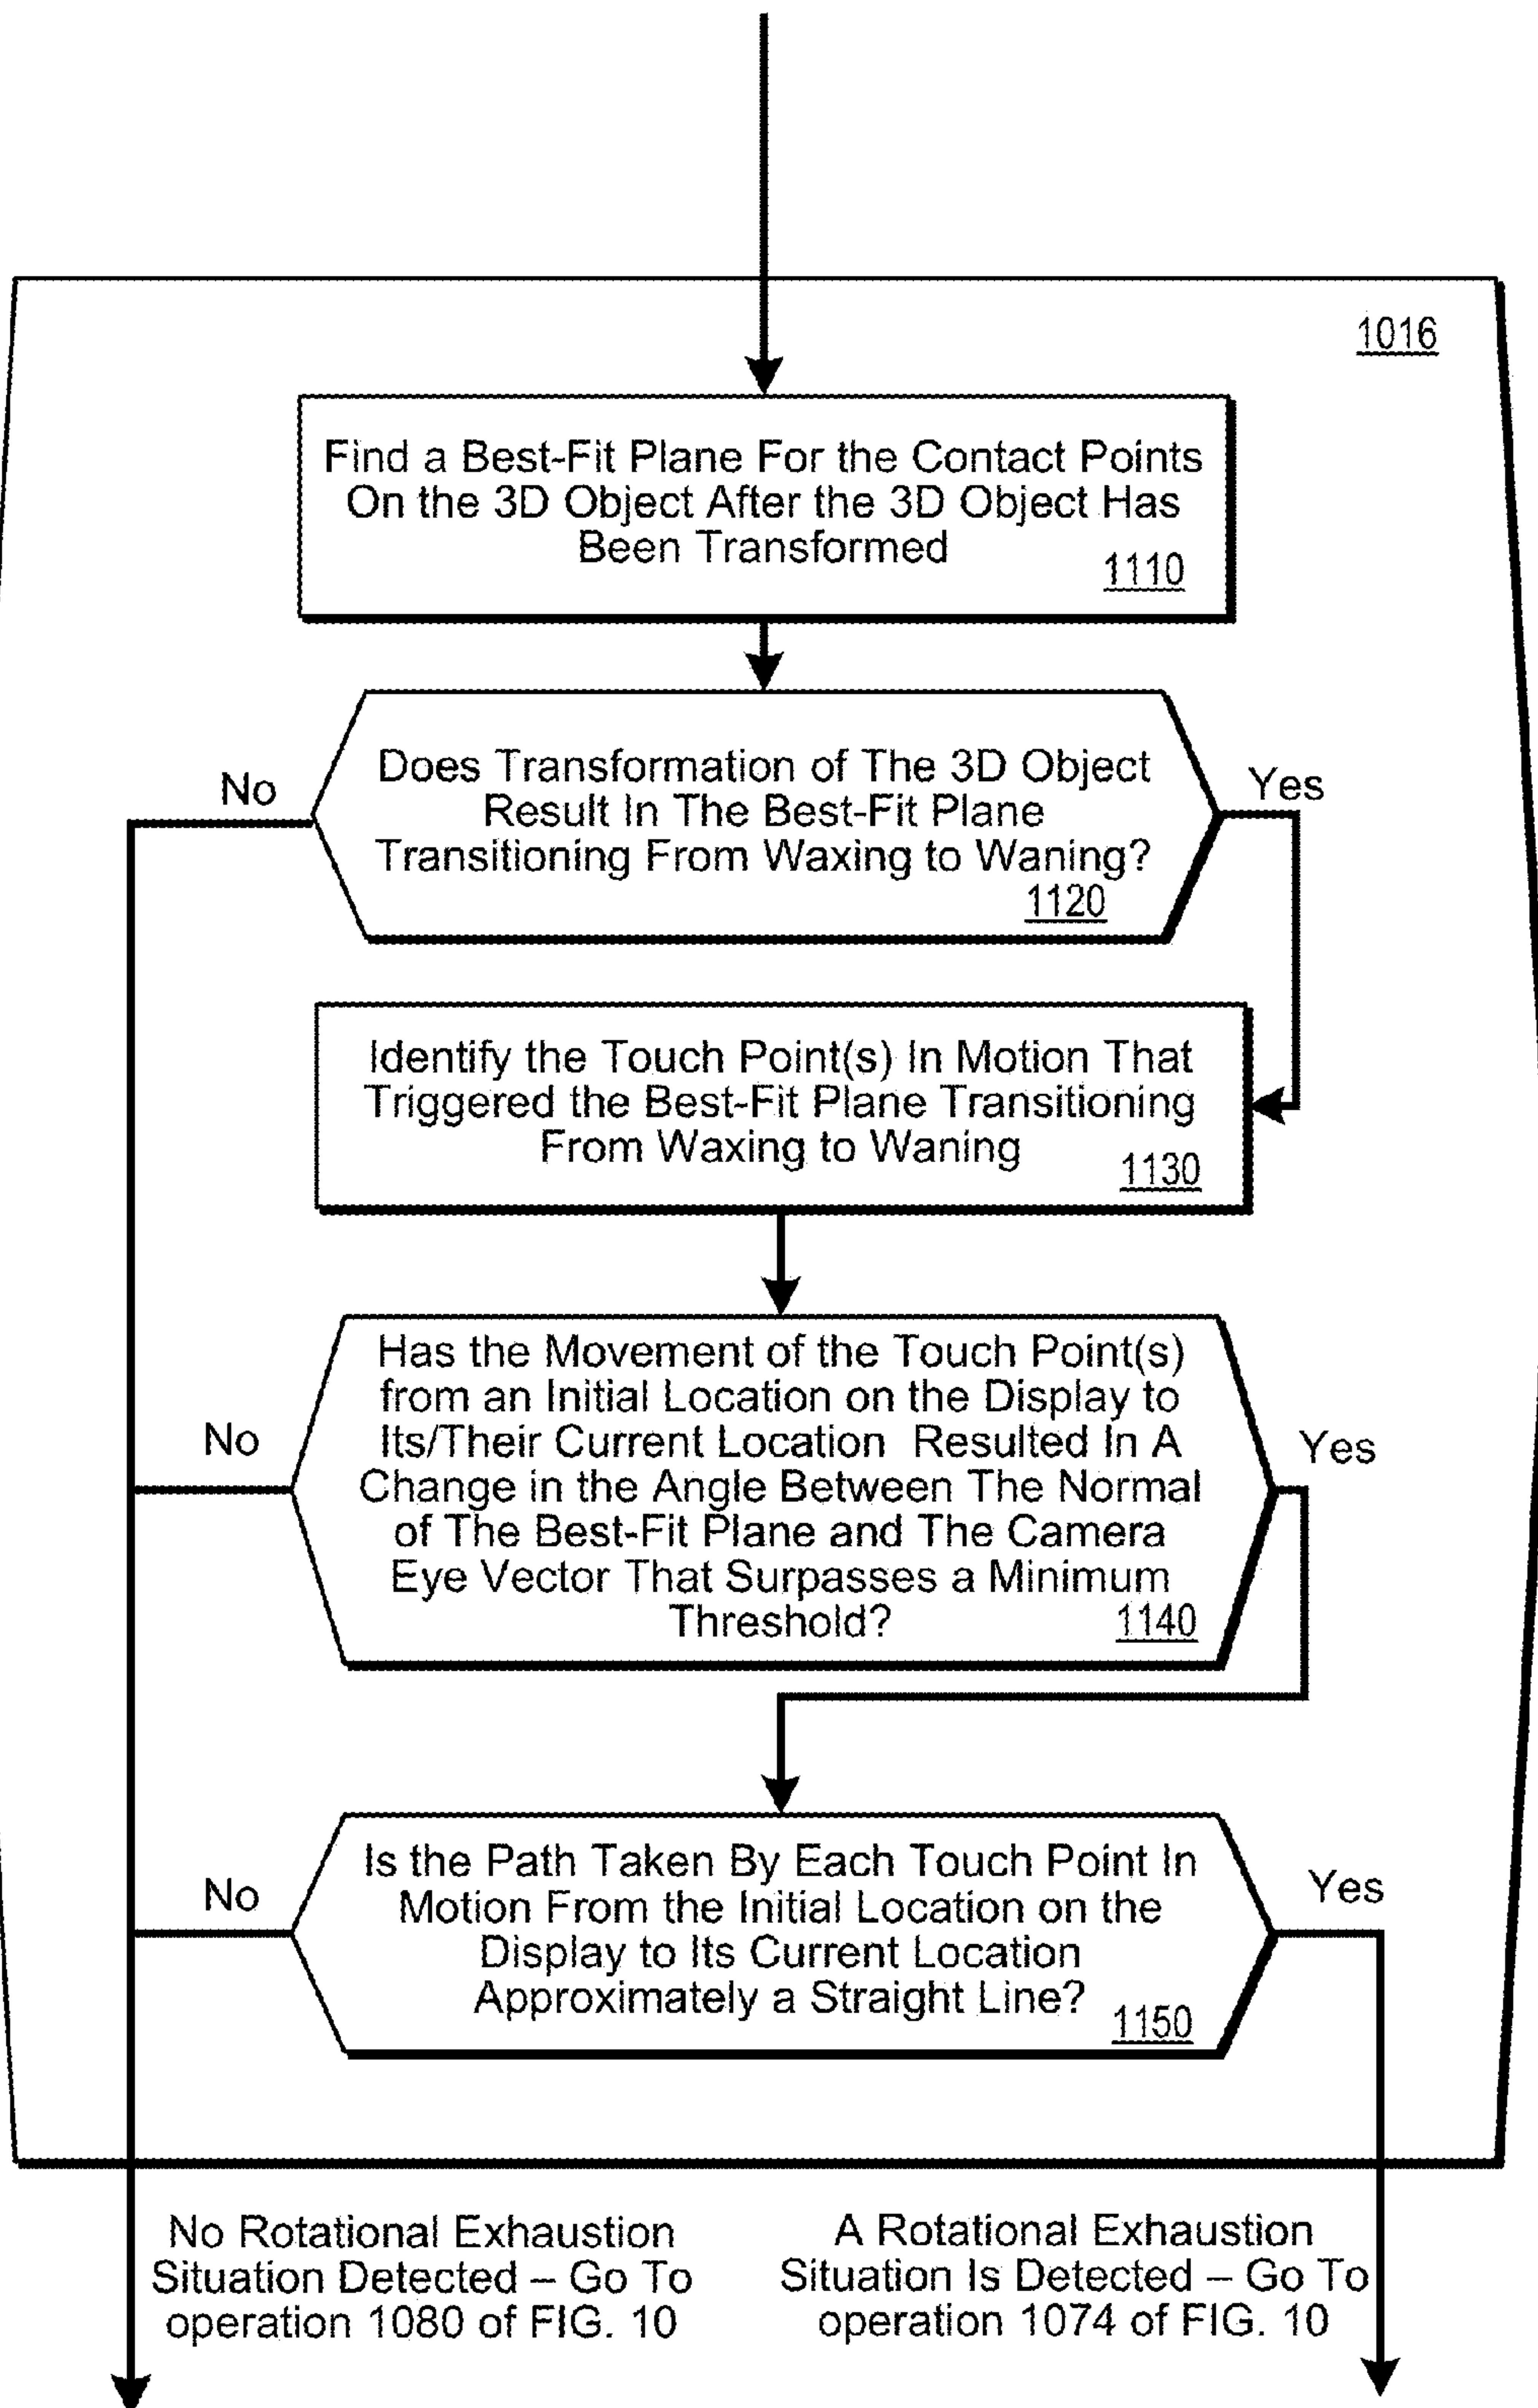 1016
Find a Best-Fit Plane For the Contact Points
On the 3D Object After the 3D Object Has
Been Transformed
1110
Does Transformation of The 3D Object
Result In The Best-Fit Plane
Transitioning From Waxing to Waning?
1120
No
Yes
Identify the Touch Point(s) In Motion That
Triggered the Best-Fit Plane Transitioning
From Waxing to Waning
1130
Has the Movement of the Touch Point(s)
from an Initial Location on the Display to
Its/Their Current Location Resulted In A
Change in the Angle Between The Normal
of The Best-Fit Plane and The Camera
Eye Vector That Surpasses a Minimum
Threshold?
1140
No
Yes
Is the Path Taken By Each Touch Point In
Motion From the Initial Location on the
Display to Its Current Location
Approximately a Straight Line?
1150
No
Yes
No Rotational Exhaustion
Situation Detected – Go To
operation 1080 of FIG. 10
A Rotational Exhaustion
Situation Is Detected – Go To
operation 1074 of FIG. 10